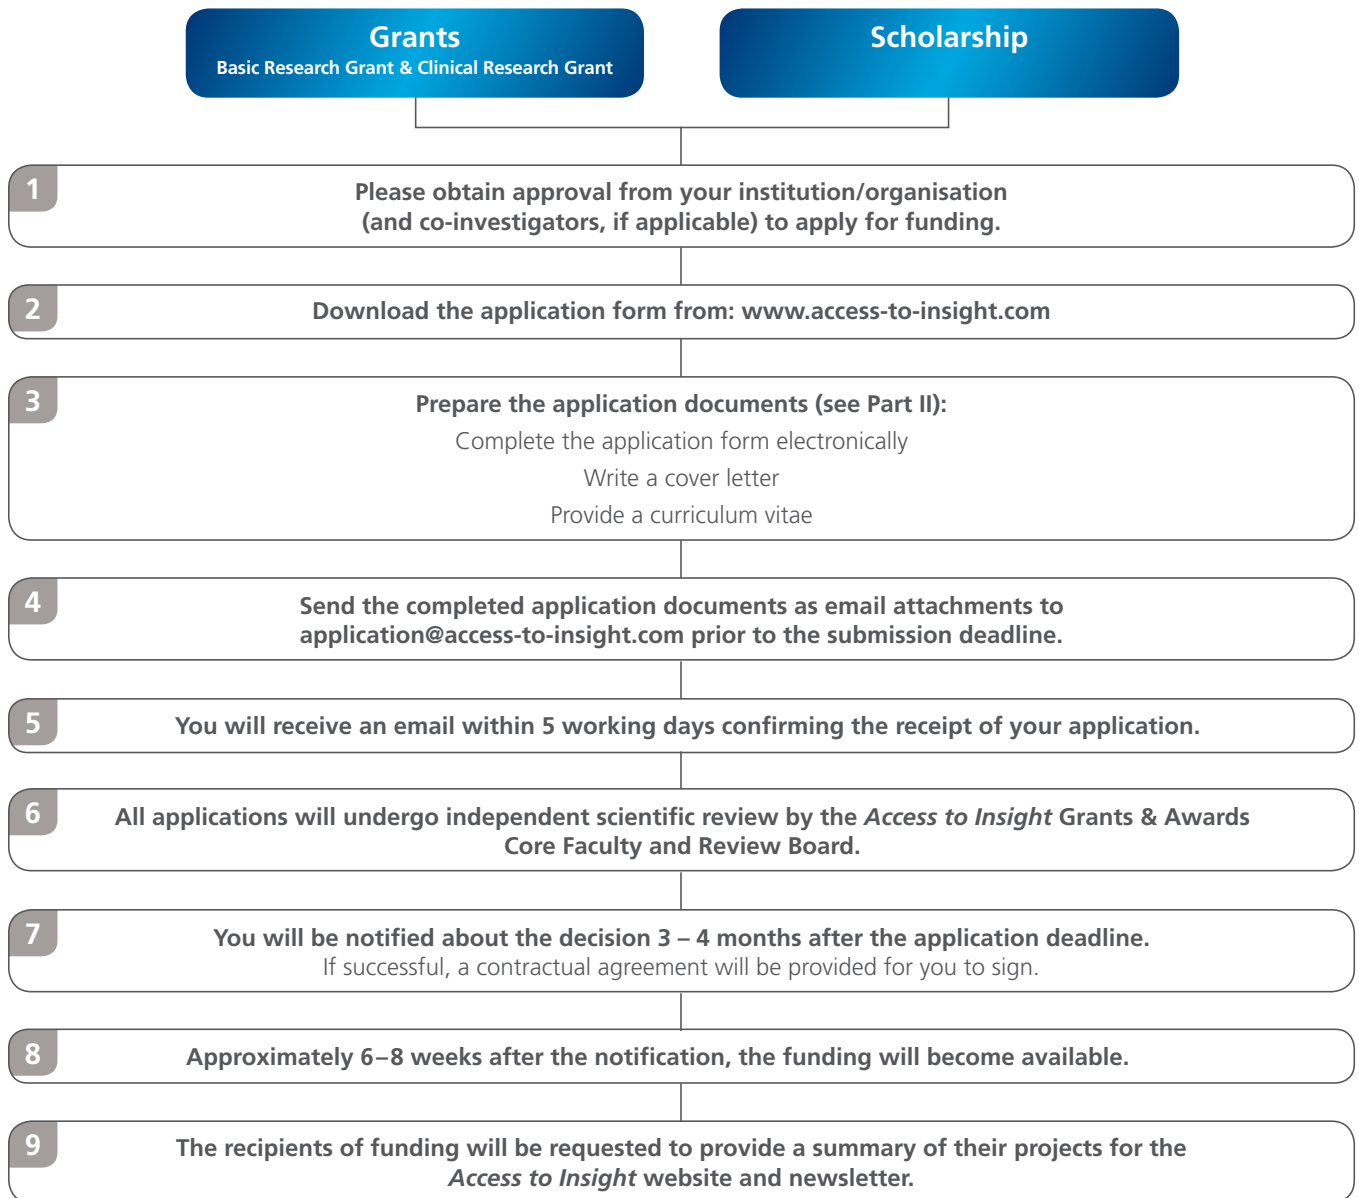 Grants
Basic Research Grant & Clinical Research Grant
Scholarship
1
Please obtain approval from your institution/organisation
(and co-investigators, if applicable) to apply for funding.
2
Download the application form from: www.access-to-insight.com
3
Prepare the application documents (see Part II):
Complete the application form electronically
Write a cover letter
Provide a curriculum vitae
4
Send the completed application documents as email attachments to
application@access-to-insight.com prior to the submission deadline.
5
You will receive an email within 5 working days confirming the receipt of your application.
6
All applications will undergo independent scientific review by the Access to Insight Grants & Awards
Core Faculty and Review Board.
7
You will be notified about the decision 3 – 4 months after the application deadline.
If successful, a contractual agreement will be provided for you to sign.
8
Approximately 6–8 weeks after the notification, the funding will become available.
9
The recipients of funding will be requested to provide a summary of their projects for the
Access to Insight website and newsletter.